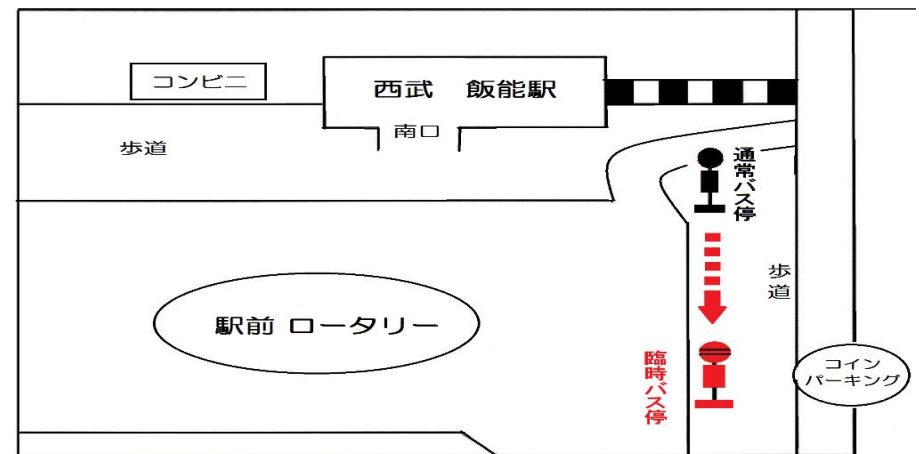 コンビニ
西武 飯能駅
南口
歩道
通常バス停
歩道
駅前 ロータリー
臨時バス停
コイン
パーキング